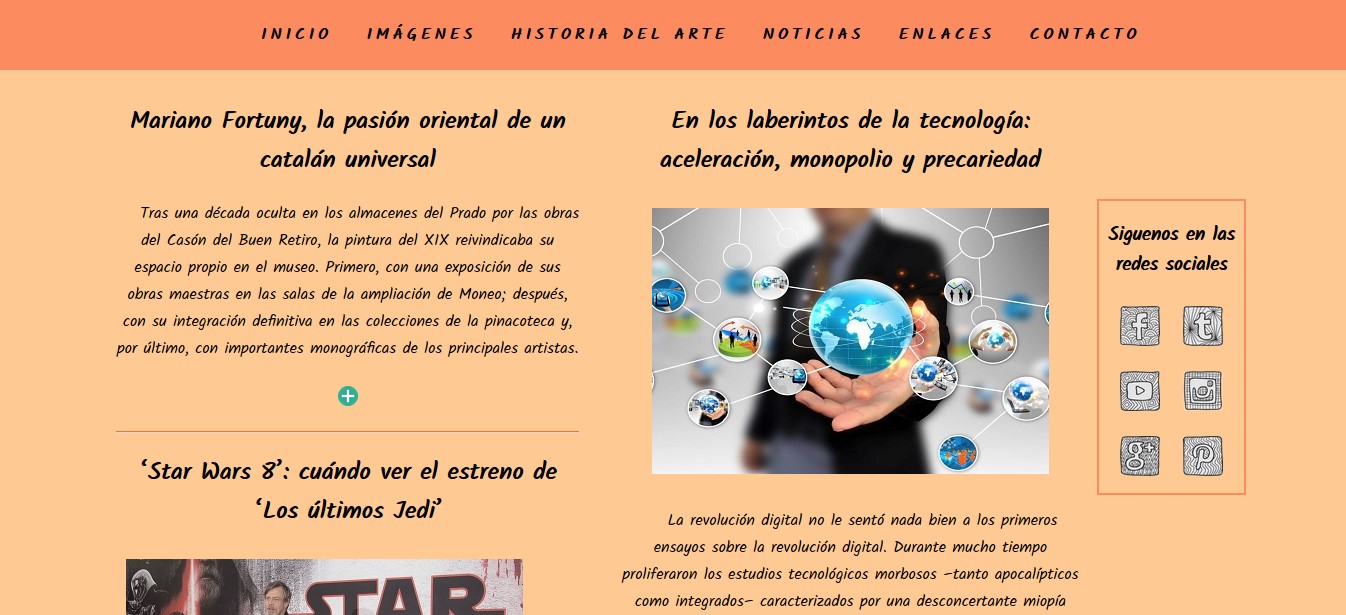 INICIO IMÁGENES HISTORIA DEL ARTE NOTICIAS ENLACES CONTACTO
Mariano Fortuny, la pasión oriental de un
catalán universal
Tras una década oculta en los almacenes del Prado por las obras
del Casón del Buen Retiro, la pintura del XIX reivindicaba su
espacio propio en el museo. Primero, con una exposición de sus
obras maestras en las salas de la ampliación de Moneo; después,
con su integración definitiva en las colecciones de la pinacoteca y,
por último, con importantes monográficas de los principales artistas.
‘Star Wars 8’: cuándo ver el estreno de
‘Los últimos Jedi’
STAR
En los laberintos de la tecnología:
aceleración, monopolio y precariedad
La revolución digital no le sentó nada bien a los primeros
ensayos sobre la revolución digital. Durante mucho tiempo
proliferaron los estudios tecnológicos morbosos –tanto apocalípticos
como integrados– caracterizados por una desconcertante miopía
Siguenos en las
redes sociales
f t
g+